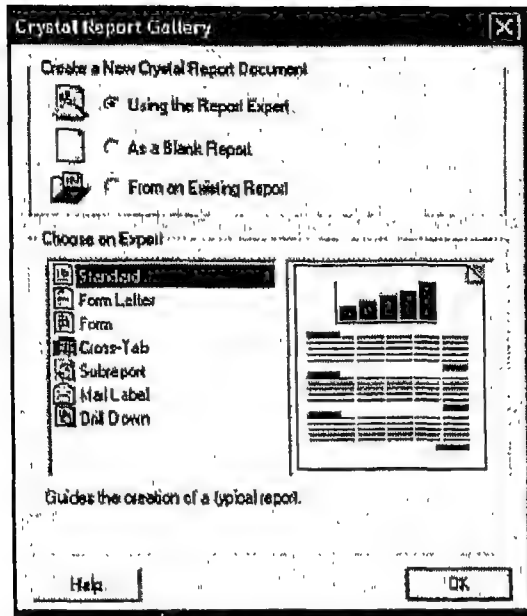 Crystal Report Gallery
Create a New Crystal Report Document
Using the Report Expert
As a Blank Report
From an Existing Report
Choose an Expert
Standard
Form Letter
Form
Cross-Tab
Subreport
Mail Label
Drill Down
Guides the creation of a typical report.
Help
OK